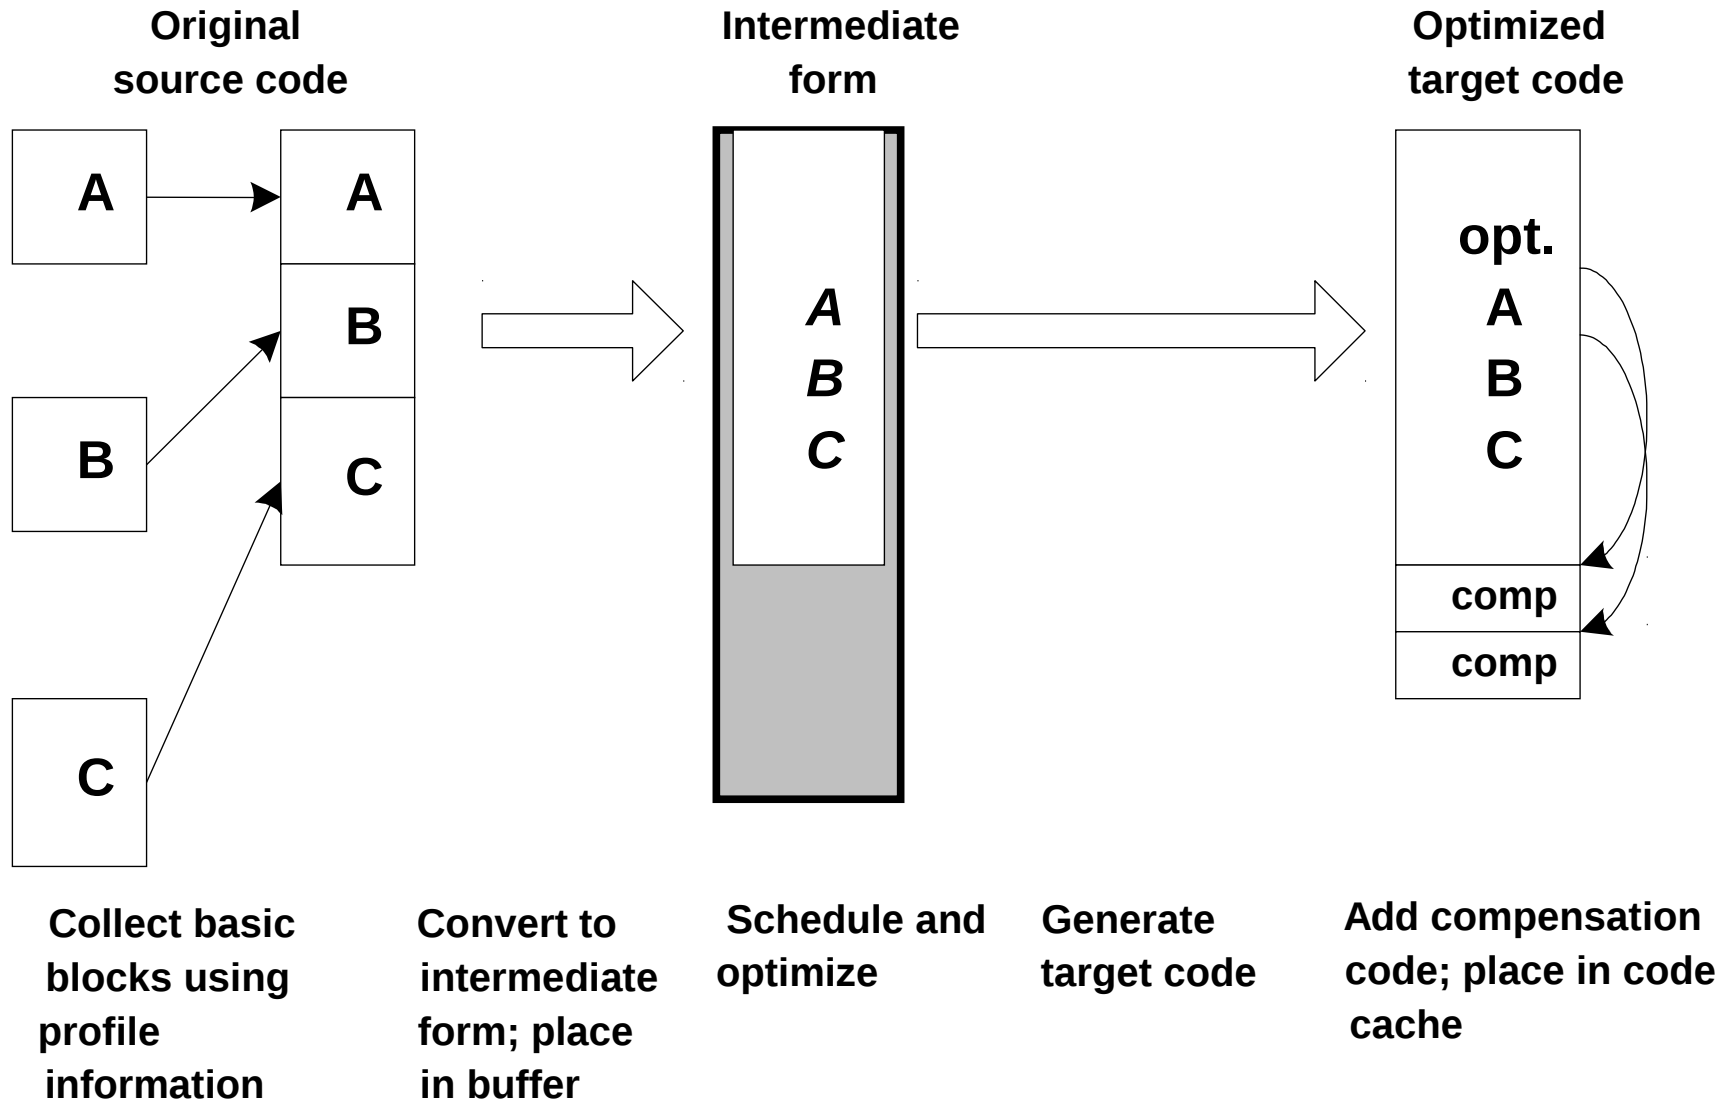 Original
source code
Intermediate
form
Optimized
target code
A
B
C
A
B
C
A
B
C
opt.
A
B
C
comp
comp
Collect basic
blocks using
profile
information
Convert to
intermediate
form; place
in buffer
Schedule and
optimize
Generate
target code
Add compensation
code; place in code
cache